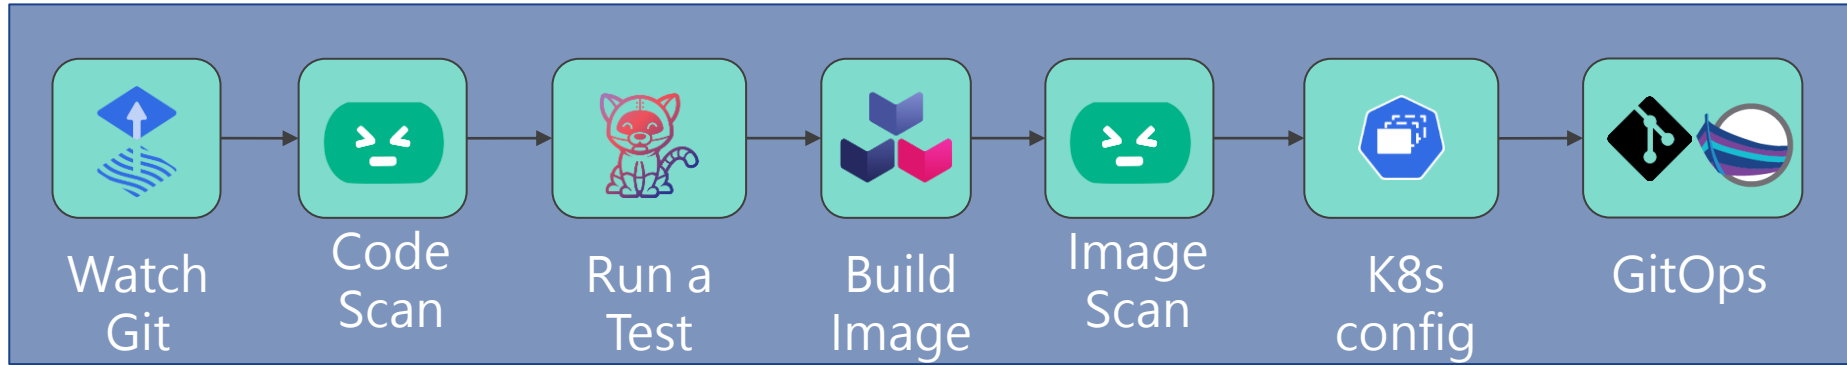 Watch
Git
Code
Scan
Run a
Test
Build
Image
Image
Scan
K8s
config
GitOps